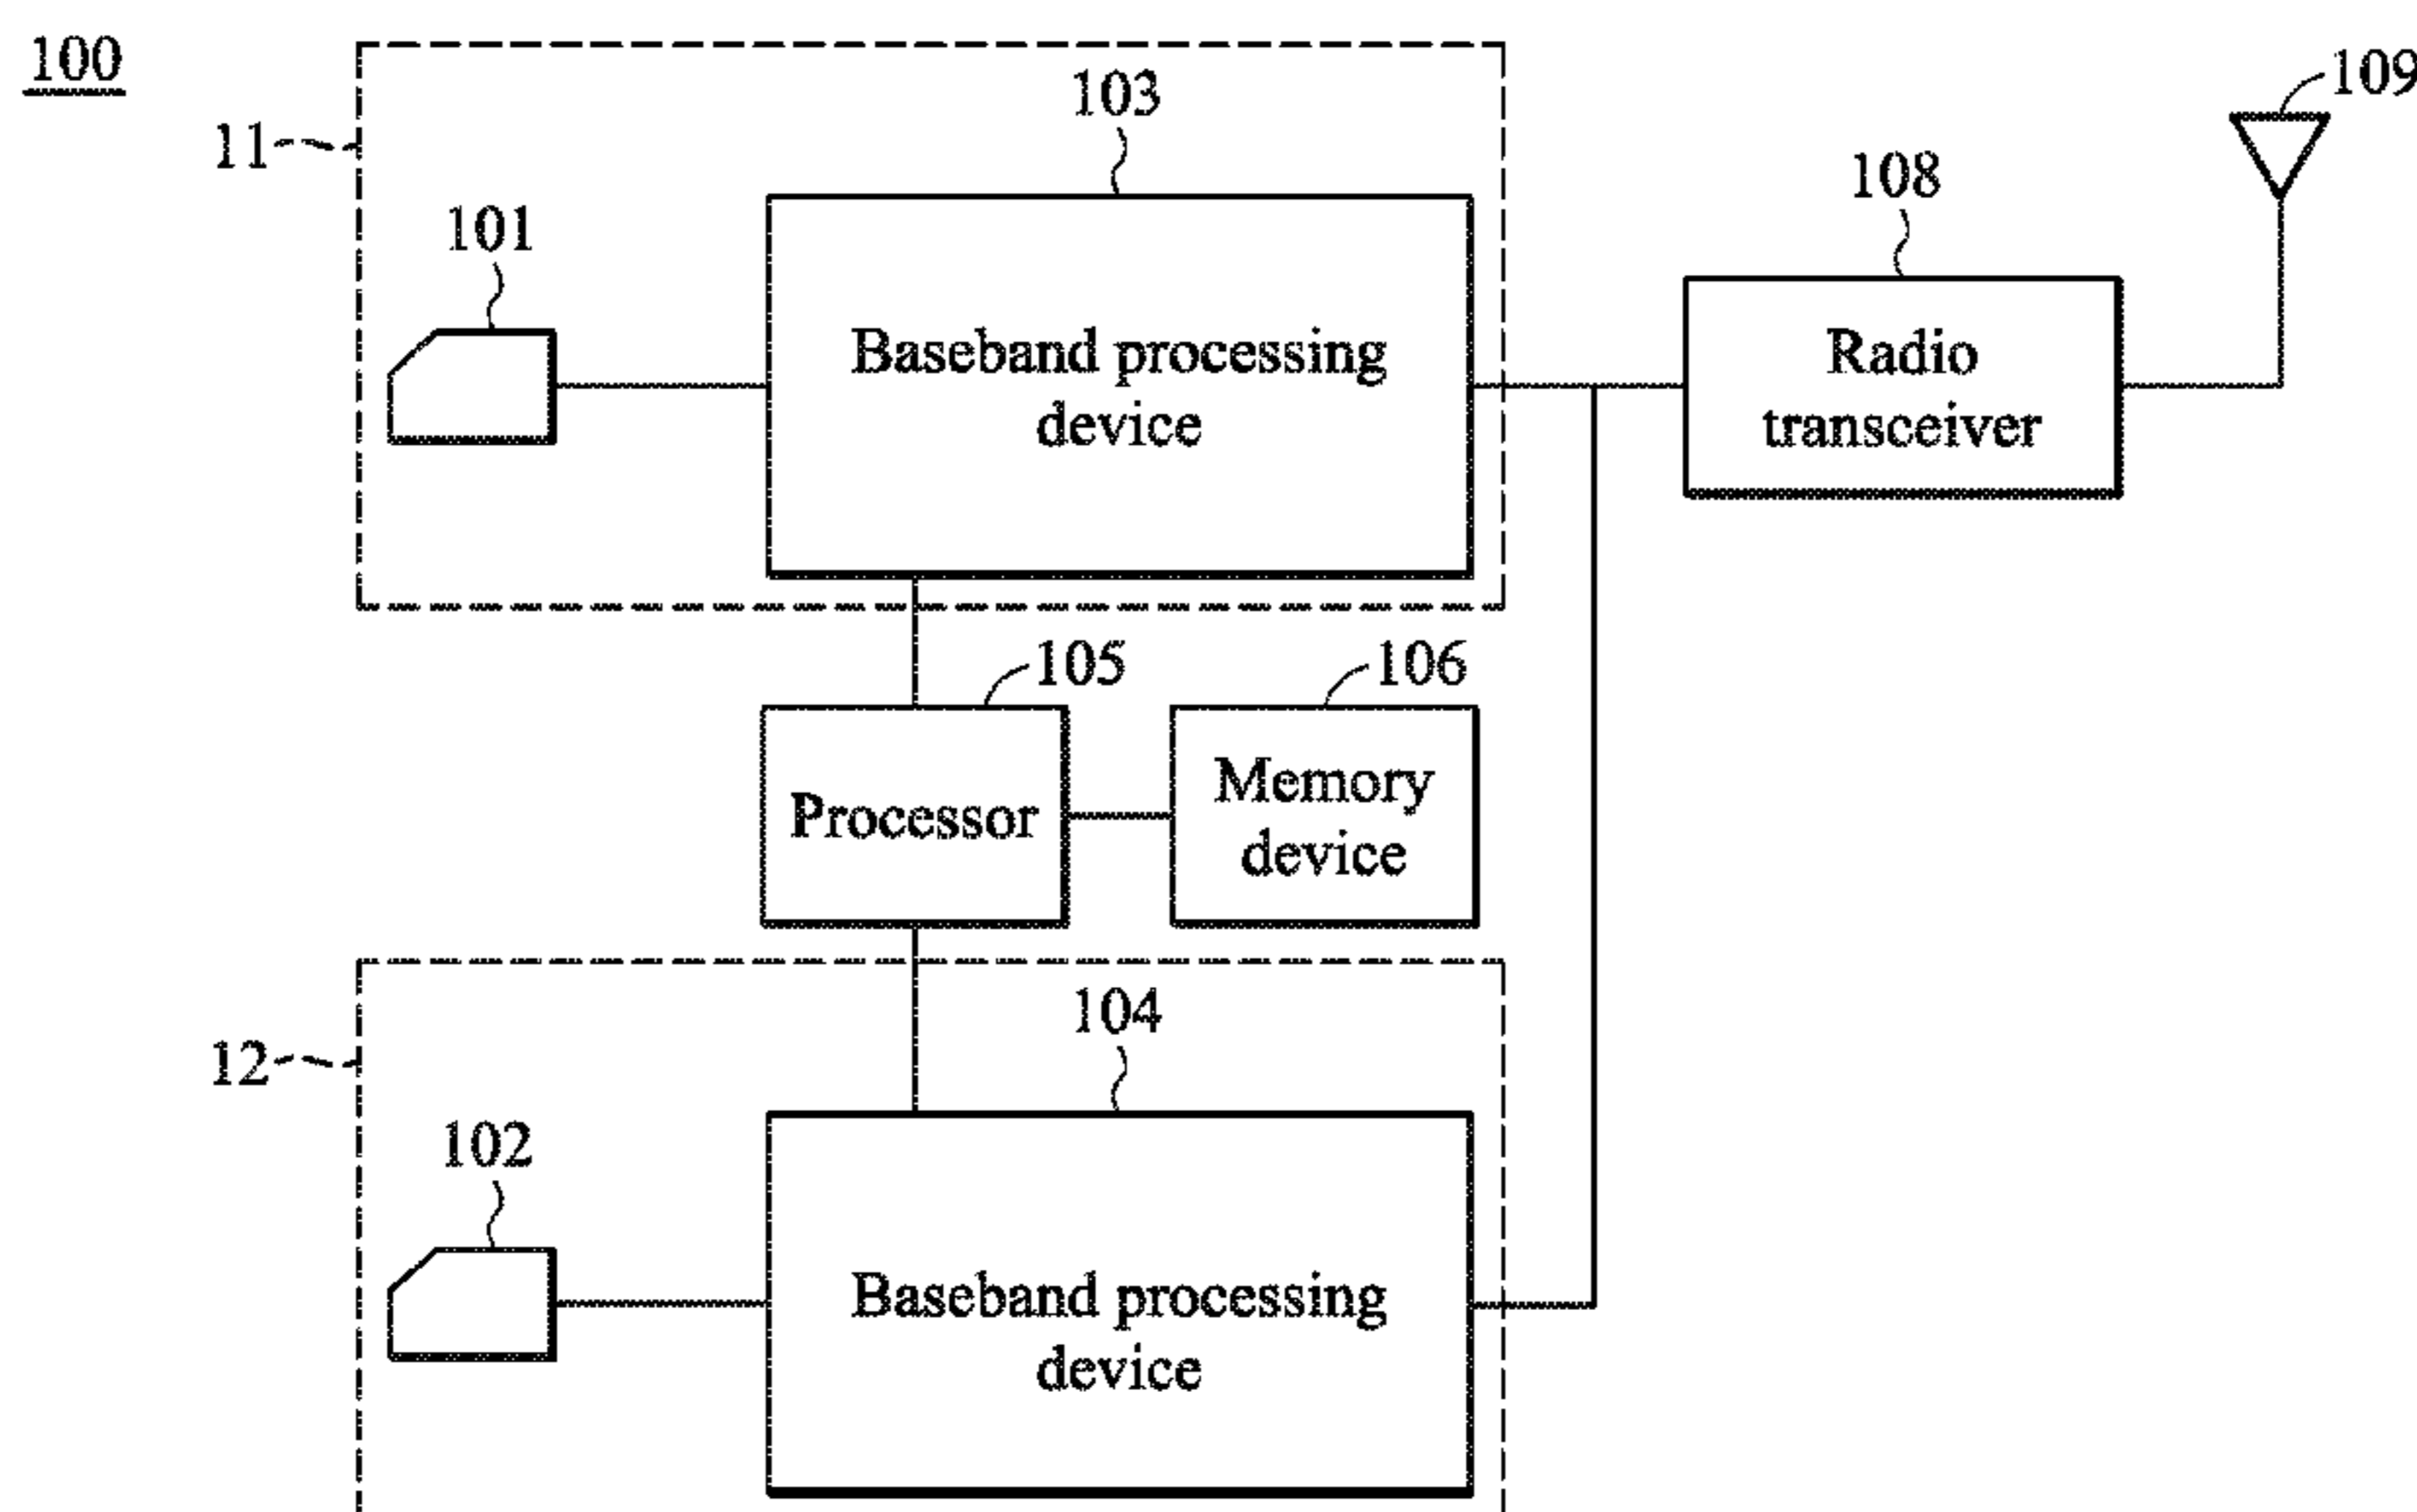 100
109
103
11
108
101
Baseband processing
device
Radio
transceiver
105
106
Processor
Memory
device
104
12
102
Baseband processing
device